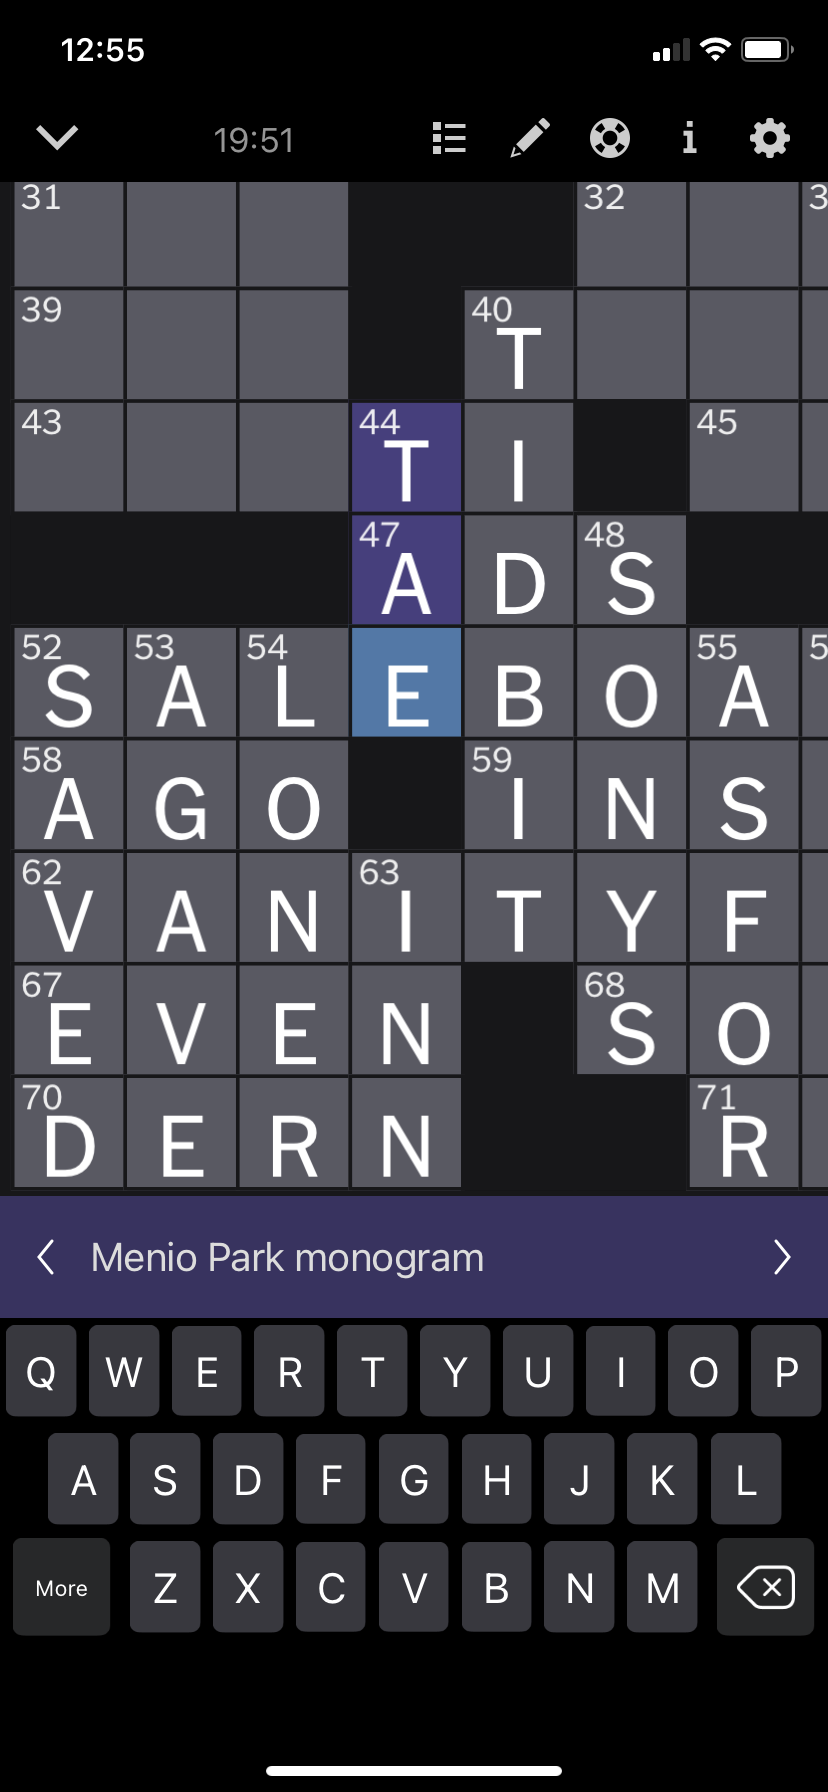 12:55
19:51
31 32 3
39 40 T
43 44 T I 45
47 A D 48 S
52 S 53 A 54 L E B O 55 A 5
58 A G O 59 I N S
62 V A N 63 I T Y F
67 E V E N 68 S O
70 D E R N 71 R
Menio Park monogram
Q W E R T Y U I O P
A S D F G H J K L
More Z X C V B N M